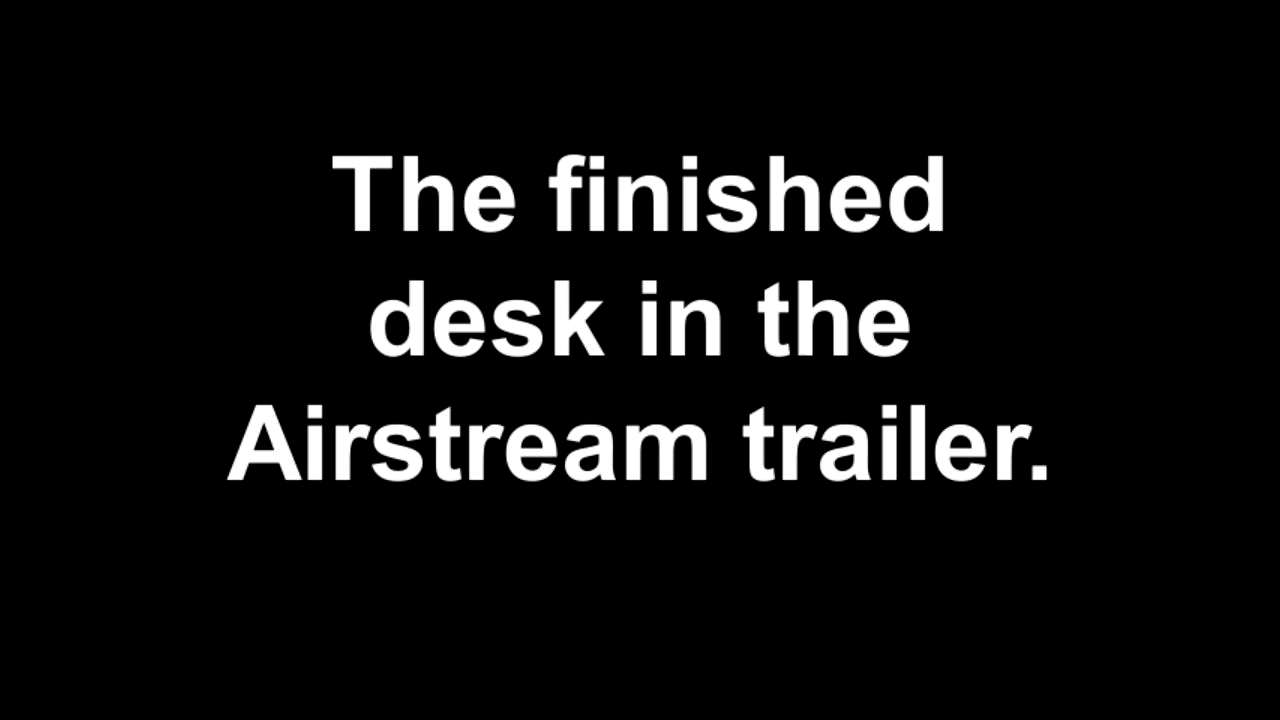 The finished
desk in the
Airstream trailer.